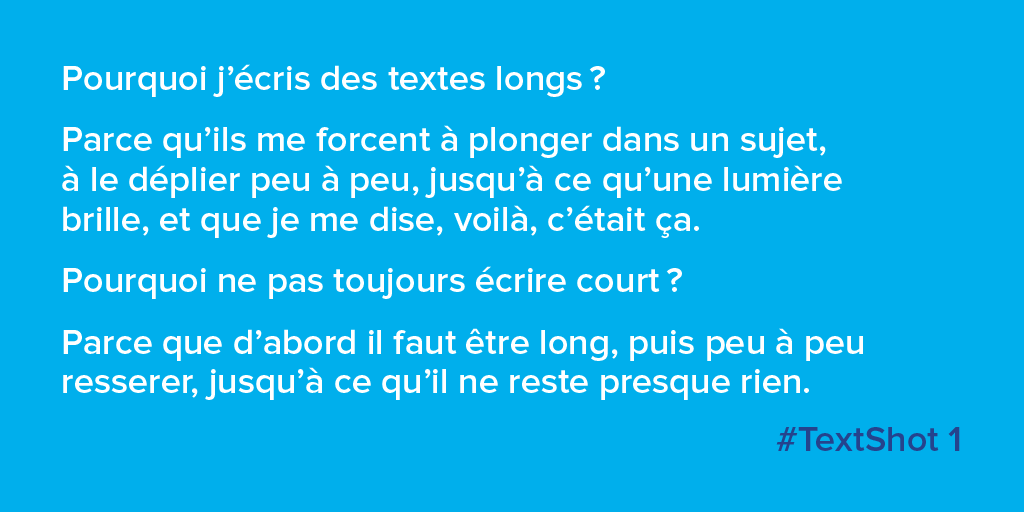 Pourquoi j’écris des textes longs ?
Parce qu’ils me forcent à plonger dans un sujet,
à le déplier peu à peu, jusqu’à ce qu’une lumière
brille, et que je me dise, voilà, c’était ça.
Pourquoi ne pas toujours écrire court ?
Parce que d’abord il faut être long, puis peu à peu
resserer, jusqu’à ce qu’il ne reste presque rien.
#TextShot 1